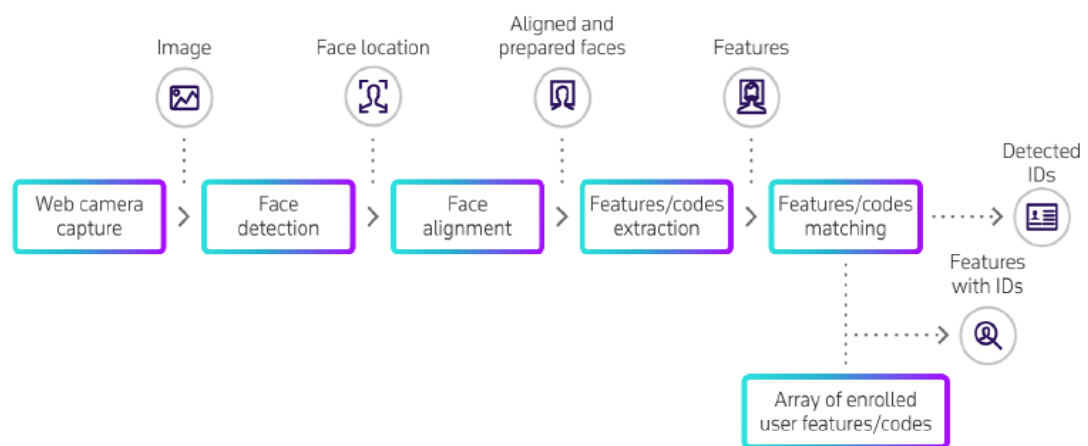 Image
Face location
Aligned and
prepared faces
Features
Detected
IDs
Web camera
capture
Face
detection
Face
alignment
Features/codes
extraction
Features/codes
matching
Features
with IDs
Array of enrolled
user features/codes